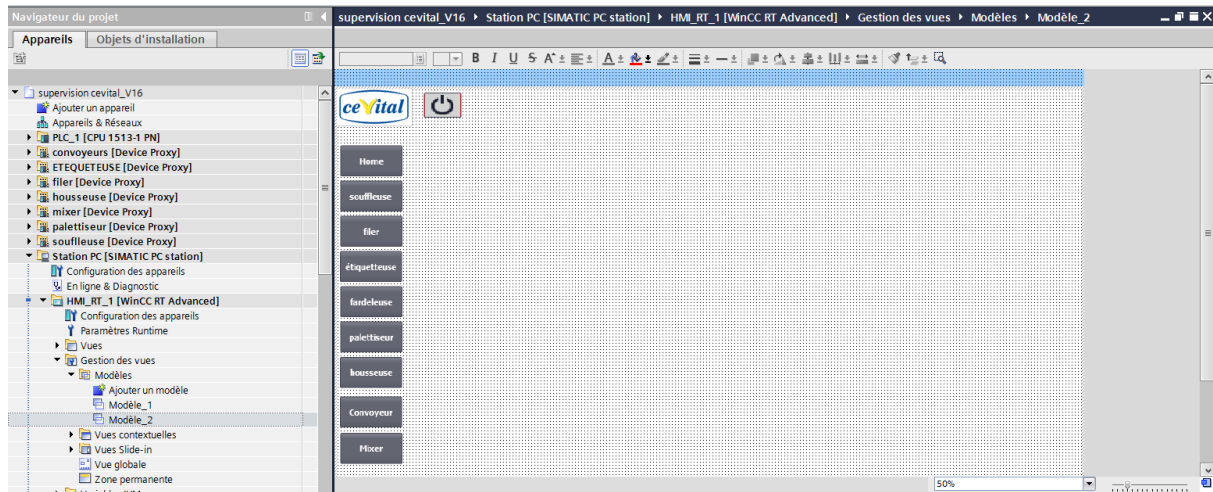 Navigateur du projet
Appareils Objets d'installation
supervision cevital_V16
Ajouter un appareil
Appareils & Réseaux
PLC_1 [CPU 1513-1 PN]
convoyeurs [Device Proxy]
ETEQUETEUSE [Device Proxy]
filer [Device Proxy]
housseuse [Device Proxy]
mixer [Device Proxy]
palettiseur [Device Proxy]
souflleuse [Device Proxy]
Station PC [SIMATIC PC station]
Configuration des appareils
En ligne & Diagnostic
HMI_RT_1 [WinCC RT Advanced]
Configuration des appareils
Paramètres Runtime
Vues
Gestion des vues
Modèles
Ajouter un modèle
Modèle_1
Modèle_2
Vues contextuelles
Vues Slide-in
Vue globale
Zone permanente
supervision cevital_V16 Station PC [SIMATIC PC station] HMI_RT_1 [WinCC RT Advanced] Gestion des vues Modèles Modèle_2
B I U S A A
cevital
Home
souffleuse
filer
étiquetteuse
fardeleuse
palettiseur
housseuse
Convoyeur
Mixer
50%